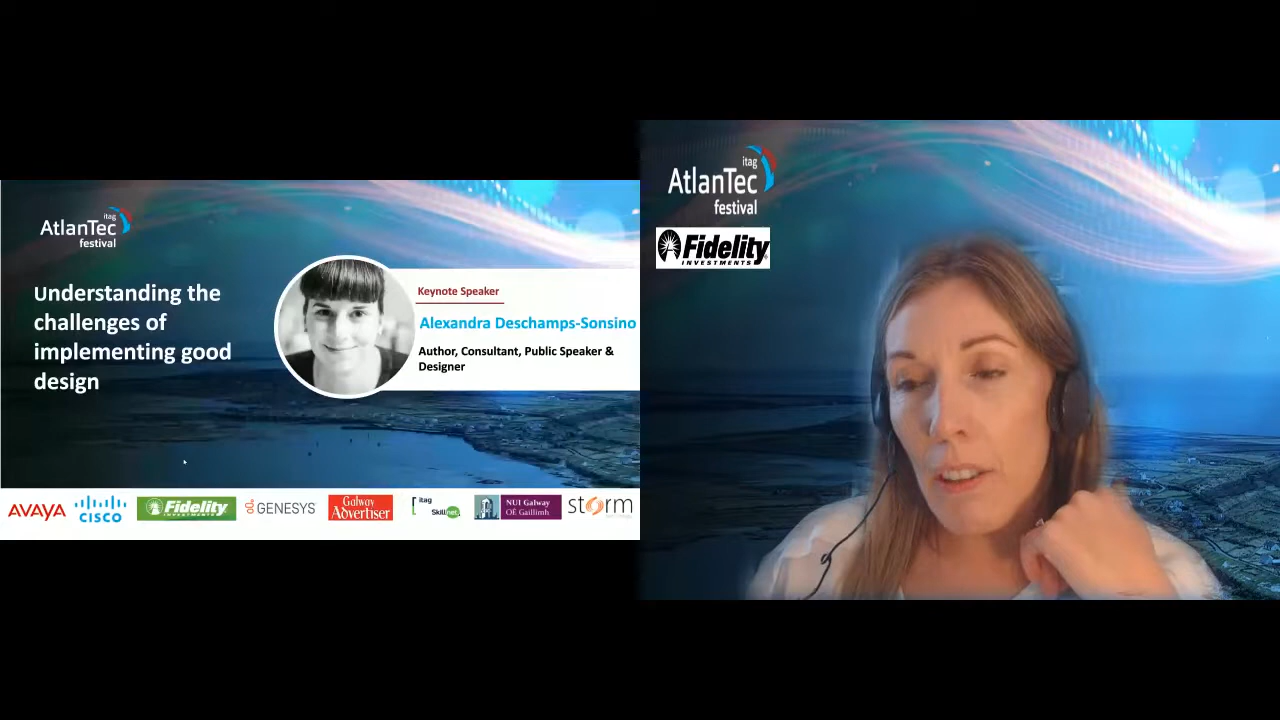 itag
AtlanTec
festival
Understanding the
challenges of
implementing good
design
Keynote Speaker
Alexandra Deschamps-Sonsino
Author, Consultant, Public Speaker &
Designer
AVAYA
CISCO
Fidelity
INVESTMENTS
GENESYS
Galway
Advertiser
itag
Skillnet
NUI Galway
OÉ Gaillimh
storm
itag
AtlanTec
festival
Fidelity
INVESTMENTS